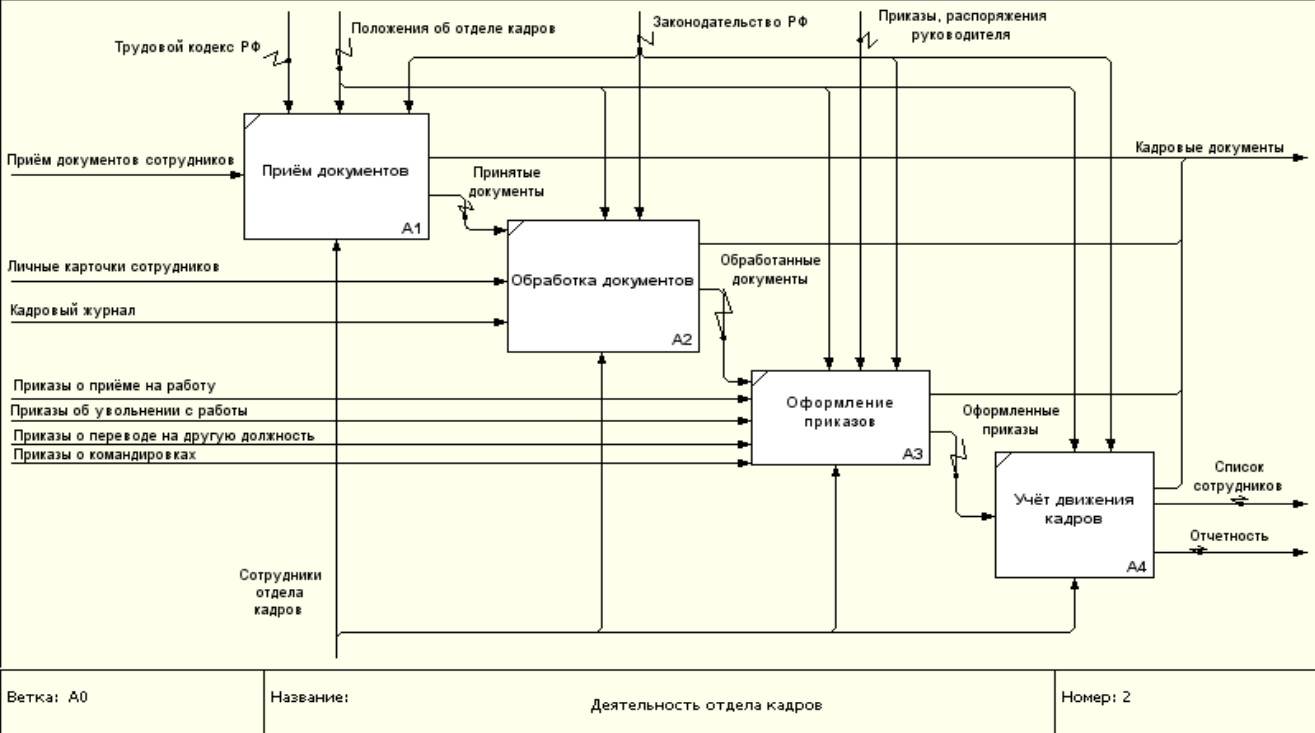 Трудовой кодекс РФ
Положения об отделе кадров
Законодательство РФ
Приказы, распоряжения
руководителя
Приём документов сотрудников
Приём документов
A1
Кадровые документы
Принятые
документы
Личные карточки сотрудников
Кадровый журнал
Обработка документов
A2
Обработанные
документы
Приказы о приёме на работу
Приказы об увольнении с работы
Приказы о переводе на другую должность
Приказы о командировках
Оформление
приказов
A3
Оформленные
приказы
Учёт движения
кадров
A4
Список
сотрудников
Отчетность
Сотрудники
отдела
кадров
Ветка: A0
Название:
Деятельность отдела кадров
Номер: 2